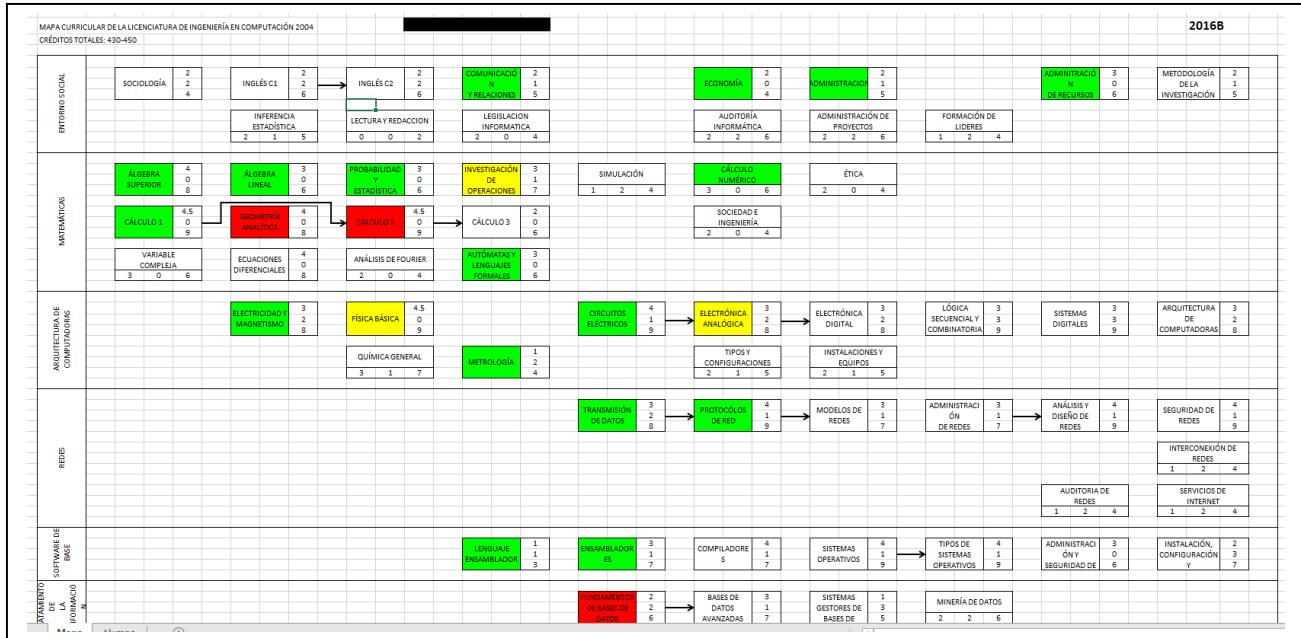 MAPA CURRICULAR DE LA LICENCIATURA DE INGENIERÍA EN COMPUTACIÓN 2004
2016B
CRÉDITOS TOTALES: 430-450
ENTORNO SOCIAL
SOCIOLOGÍA
2
2
4
INGLÉS C1
2
2
6
INGLÉS C2
2
2
6
COMUNICACIÓ
N
Y RELACIONES
2
1
5
ECONOMÍA
2
0
4
ADMINISTRACION
2
1
5
ADMINITRACIÓ
N
DE RECURSOS
3
0
6
METODOLOGÍA
DE LA
INVESTIGACIÓN
2
1
5
INFERENCIA
ESTADÍSTICA
2 1 5
LECTURA Y REDACCION
0 0 2
LEGISLACION
INFORMATICA
2 0 4
AUDITORÍA
INFORMÁTICA
2 2 6
ADMINISTRACIÓN DE
PROYECTOS
2 2 6
FORMACIÓN DE
LIDERES
1 2 4
MATEMÁTICAS
ÁLGEBRA
SUPERIOR
4
0
8
ÁLGEBRA
LINEAL
3
0
6
PROBABILIDAD
Y
ESTADÍSTICA
3
0
6
INVESTIGACIÓN
DE
OPERACIONES
3
1
7
SIMULACIÓN
1 2 4
CÁLCULO
NUMÉRICO
3 0 6
ÉTICA
2 0 4
CÁLCULO 1
4.5
0
9
GEOMETRÍA
ANALÍTICA
4
0
8
CÁLCULO 2
4.5
0
9
CÁLCULO 3
2
0
6
SOCIEDAD E
INGENIERÍA
2 0 4
VARIABLE
COMPLEJA
3 0 6
ECUACIONES
DIFERENCIALES
4
0
8
ANÁLISIS DE FOURIER
2 0 4
AUTÓMATAS Y
LENGUAJES
FORMALES
3
0
6
ARQUITECTURA DE
COMPUTADORAS
ELECTRICIDAD Y
MAGNETISMO
3
2
8
FÍSICA BÁSICA
4.5
0
9
CIRCUITOS
ELÉCTRICOS
4
1
9
ELECTRÓNICA
ANALÓGICA
3
2
8
ELECTRÓNICA
DIGITAL
3
2
8
LÓGICA
SECUENCIAL Y
COMBINATORIA
3
3
9
SISTEMAS
DIGITALES
3
3
9
ARQUITECTURA
DE
COMPUTADORAS
3
2
8
QUÍMICA GENERAL
3 1 7
METROLOGÍA
1
2
4
TIPOS Y
CONFIGURACIONES
2 1 5
INSTALACIONES Y
EQUIPOS
2 1 5
REDES
TRANSMISIÓN
DE DATOS
3
2
8
PROTOCÓLOS
DE RED
4
1
9
MODELOS DE
REDES
3
1
7
ADMINISTRACI
ÓN
DE REDES
3
1
7
ANÁLISIS Y
DISEÑO DE
REDES
4
1
9
SEGURIDAD DE
REDES
4
1
9
INTERCONEXIÓN DE
REDES
1 2 4
AUDITORIA DE
REDES
1 2 4
SERVICIOS DE
INTERNET
1 2 4
SOFTWARE DE
BASE
LENGUAJE
ENSAMBLADOR
1
1
3
ENSAMBLADOR
ES
3
1
7
COMPILADORE
S
4
1
7
SISTEMAS
OPERATIVOS
4
1
9
TIPOS DE
SISTEMAS
OPERATIVOS
4
1
9
ADMINISTRACI
ÓN Y
SEGURIDAD DE
3
0
6
INSTALACIÓN,
CONFIGURACIÓN
Y
2
3
7
DE
LA
N
FUNDAMENTOS
DE BASES DE
DATOS
2
2
6
BASES DE
DATOS
AVANZADAS
3
1
7
SISTEMAS
GESTORES DE
BASES DE
1
3
5
MINERÍA DE DATOS
2 2 6